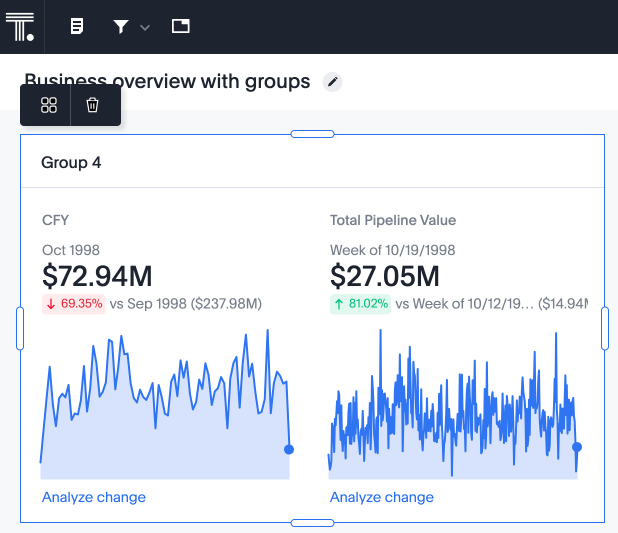 T.
Business overview with groups
Group 4
CFY
Oct 1998
$72.94M
↓ 69.35% vs Sep 1998 ($237.98M)
Analyze change
Total Pipeline Value
Week of 10/19/1998
$27.05M
↑ 81.02% vs Week of 10/12/19... ($14.94M
Analyze change